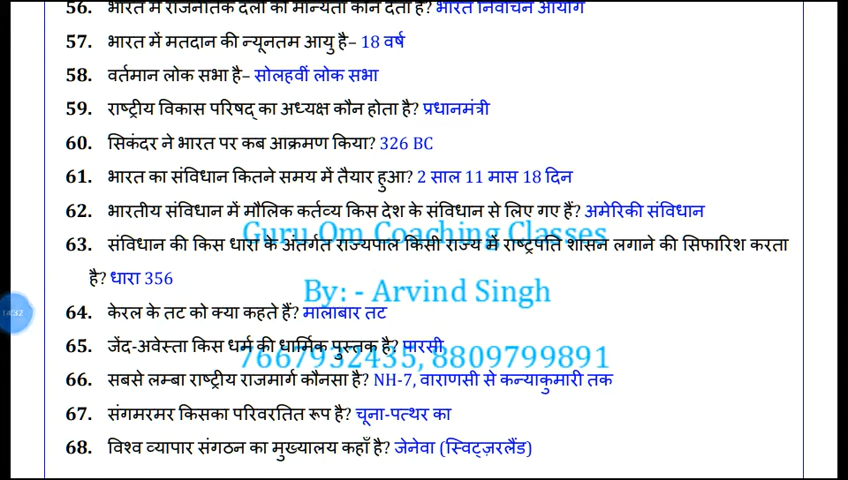 56. भारत में राजनीतिक दलों को मान्यता कौन देता है? भारत निर्वाचन आयोग
57. भारत में मतदान की न्यूनतम आयु है– 18 वर्ष
58. वर्तमान लोक सभा है– सोलहवीं लोक सभा
59. राष्ट्रीय विकास परिषद् का अध्यक्ष कौन होता है? प्रधानमंत्री
60. सिकंदर ने भारत पर कब आक्रमण किया? 326 BC
61. भारत का संविधान कितने समय में तैयार हुआ? 2 साल 11 मास 18 दिन
62. भारतीय संविधान में मौलिक कर्तव्य किस देश के संविधान से लिए गए हैं? अमेरिकी संविधान
Guru Om Coaching Classes
63. संविधान की किस धारा के अंतर्गत राज्यपाल किसी राज्य में राष्ट्रपति शासन लगाने की सिफारिश करता
है? धारा 356
By: - Arvind Singh
64. केरल के तट को क्या कहते हैं? मालाबार तट
14:32
65. जेंद-अवेस्ता किस धर्म की धार्मिक पुस्तक है? पारसी
7667932435, 8809799891
66. सबसे लम्बा राष्ट्रीय राजमार्ग कौनसा है? NH-7, वाराणसी से कन्याकुमारी तक
67. संगमरमर किसका परिवरतित रूप है? चूना-पत्थर का
68. विश्व व्यापार संगठन का मुख्यालय कहाँ है? जेनेवा (स्विट्ज़रलैंड)